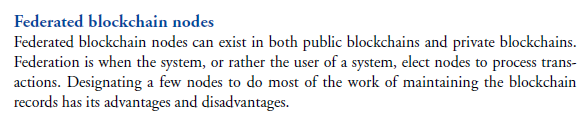 Federated blockchain nodes
Federated blockchain nodes can exist in both public blockchains and private blockchains.
Federation is when the system, or rather the user of a system, elect nodes to process trans-
actions. Designating a few nodes to do most of the work of maintaining the blockchain
records has its advantages and disadvantages.